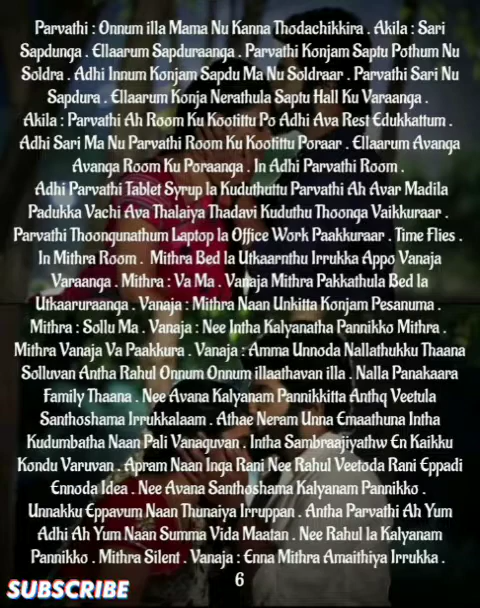 Parvathi : Onnum illa Mama Nu Kanna Thodachikkira . Akila : Sari
Sapdunga . Ellaarum Sapduraanga . Parvathi Konjam Saptu Pothum Nu
Soldra . Adhi Innum Konjam Sapdu Ma Nu Soldraar . Parvathi Sari Nu
Sapdura . Ellaarum Konja Nerathula Saptu Hall Ku Varaanga .
Akila : Parvathi Ah Room Ku Kootittu Po Adhi Ava Rest Edukkattum .
Adhi Sari Ma Nu Parvathi Room Ku Kootittu Poraar . Ellaarum Avanga
Avanga Room Ku Poraanga . In Adhi Parvathi Room .
Adhi Parvathi Tablet Syrup la Kuduthuttu Parvathi Ah Avar Madila
Padukka Vachi Ava Thalaiya Thadavi Kuduthu Thoonga Vaikkuraar .
Parvathi Thoongunathum Laptop la Office Work Paakkuraar . Time Flies .
In Mithra Room . Mithra Bed la Utkaarnthu Irrukka Appo Vanaja
Varaanga . Mithra : Va Ma . Vanaja Mithra Pakkathula Bed la
Utkaaruraanga . Vanaja : Mithra Naan Unkitta Konjam Pesanuma .
Mithra : Sollu Ma . Vanaja : Nee Intha Kalyanatha Pannikko Mithra .
Mithra Vanaja Va Paakkura . Vanaja : Amma Unnoda Nallathukku Thaana
Solluvan Antha Rahul Onnum Onnum illaathavan illa . Nalla Panakaara
Family Thaana . Nee Avana Kalyanam Pannikkitta Anthq Veetula
Santhoshama Irrukkalaam . Athae Neram Unna Emaathuna Intha
Kudumbatha Naan Pali Vanaguvan . Intha Sambraajiyathw En Kaikku
Kondu Varuvan . Apram Naan Inga Rani Nee Rahul Veetoda Rani Eppadi
Ennoda Idea . Nee Avana Santhoshama Kalyanam Pannikko .
Unnakku Eppavum Naan Thunaiya Irruppan . Antha Parvathi Ah Yum
Adhi Ah Yum Naan Summa Vida Maatan . Nee Rahul la Kalyanam
Pannikko . Mithra Silent . Vanaja : Enna Mithra Amaithiya Irrukka .
6
SUBSCRIBE